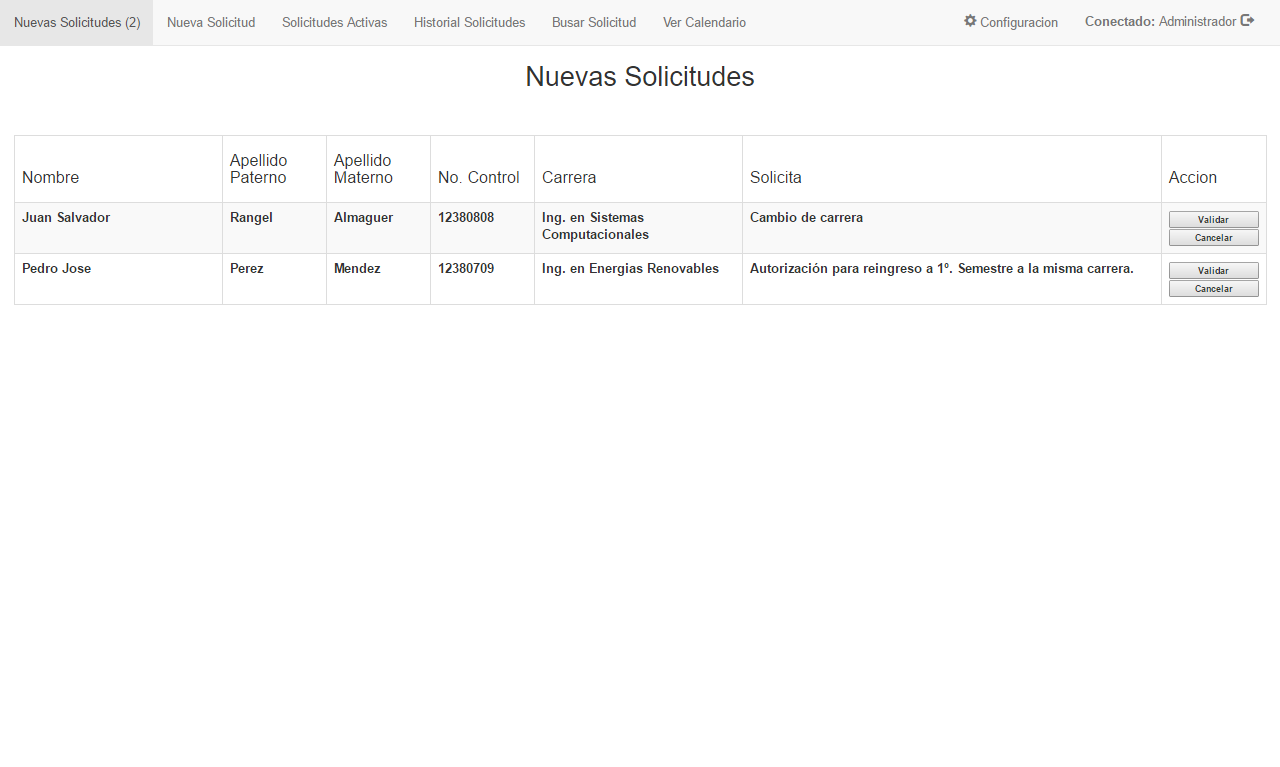 Nuevas Solicitudes (2) Nueva Solicitud Solicitudes Activas Historial Solicitudes Busar Solicitud Ver Calendario Configuracion Conectado: Administrador
Nuevas Solicitudes
Nombre Apellido Paterno Apellido Materno No. Control Carrera Solicita Accion
Juan Salvador Rangel Almaguer 12380808 Ing. en Sistemas Computacionales Cambio de carrera Validar
Cancelar
Pedro Jose Perez Mendez 12380709 Ing. en Energias Renovables Autorización para reingreso a 1º. Semestre a la misma carrera. Validar
Cancelar